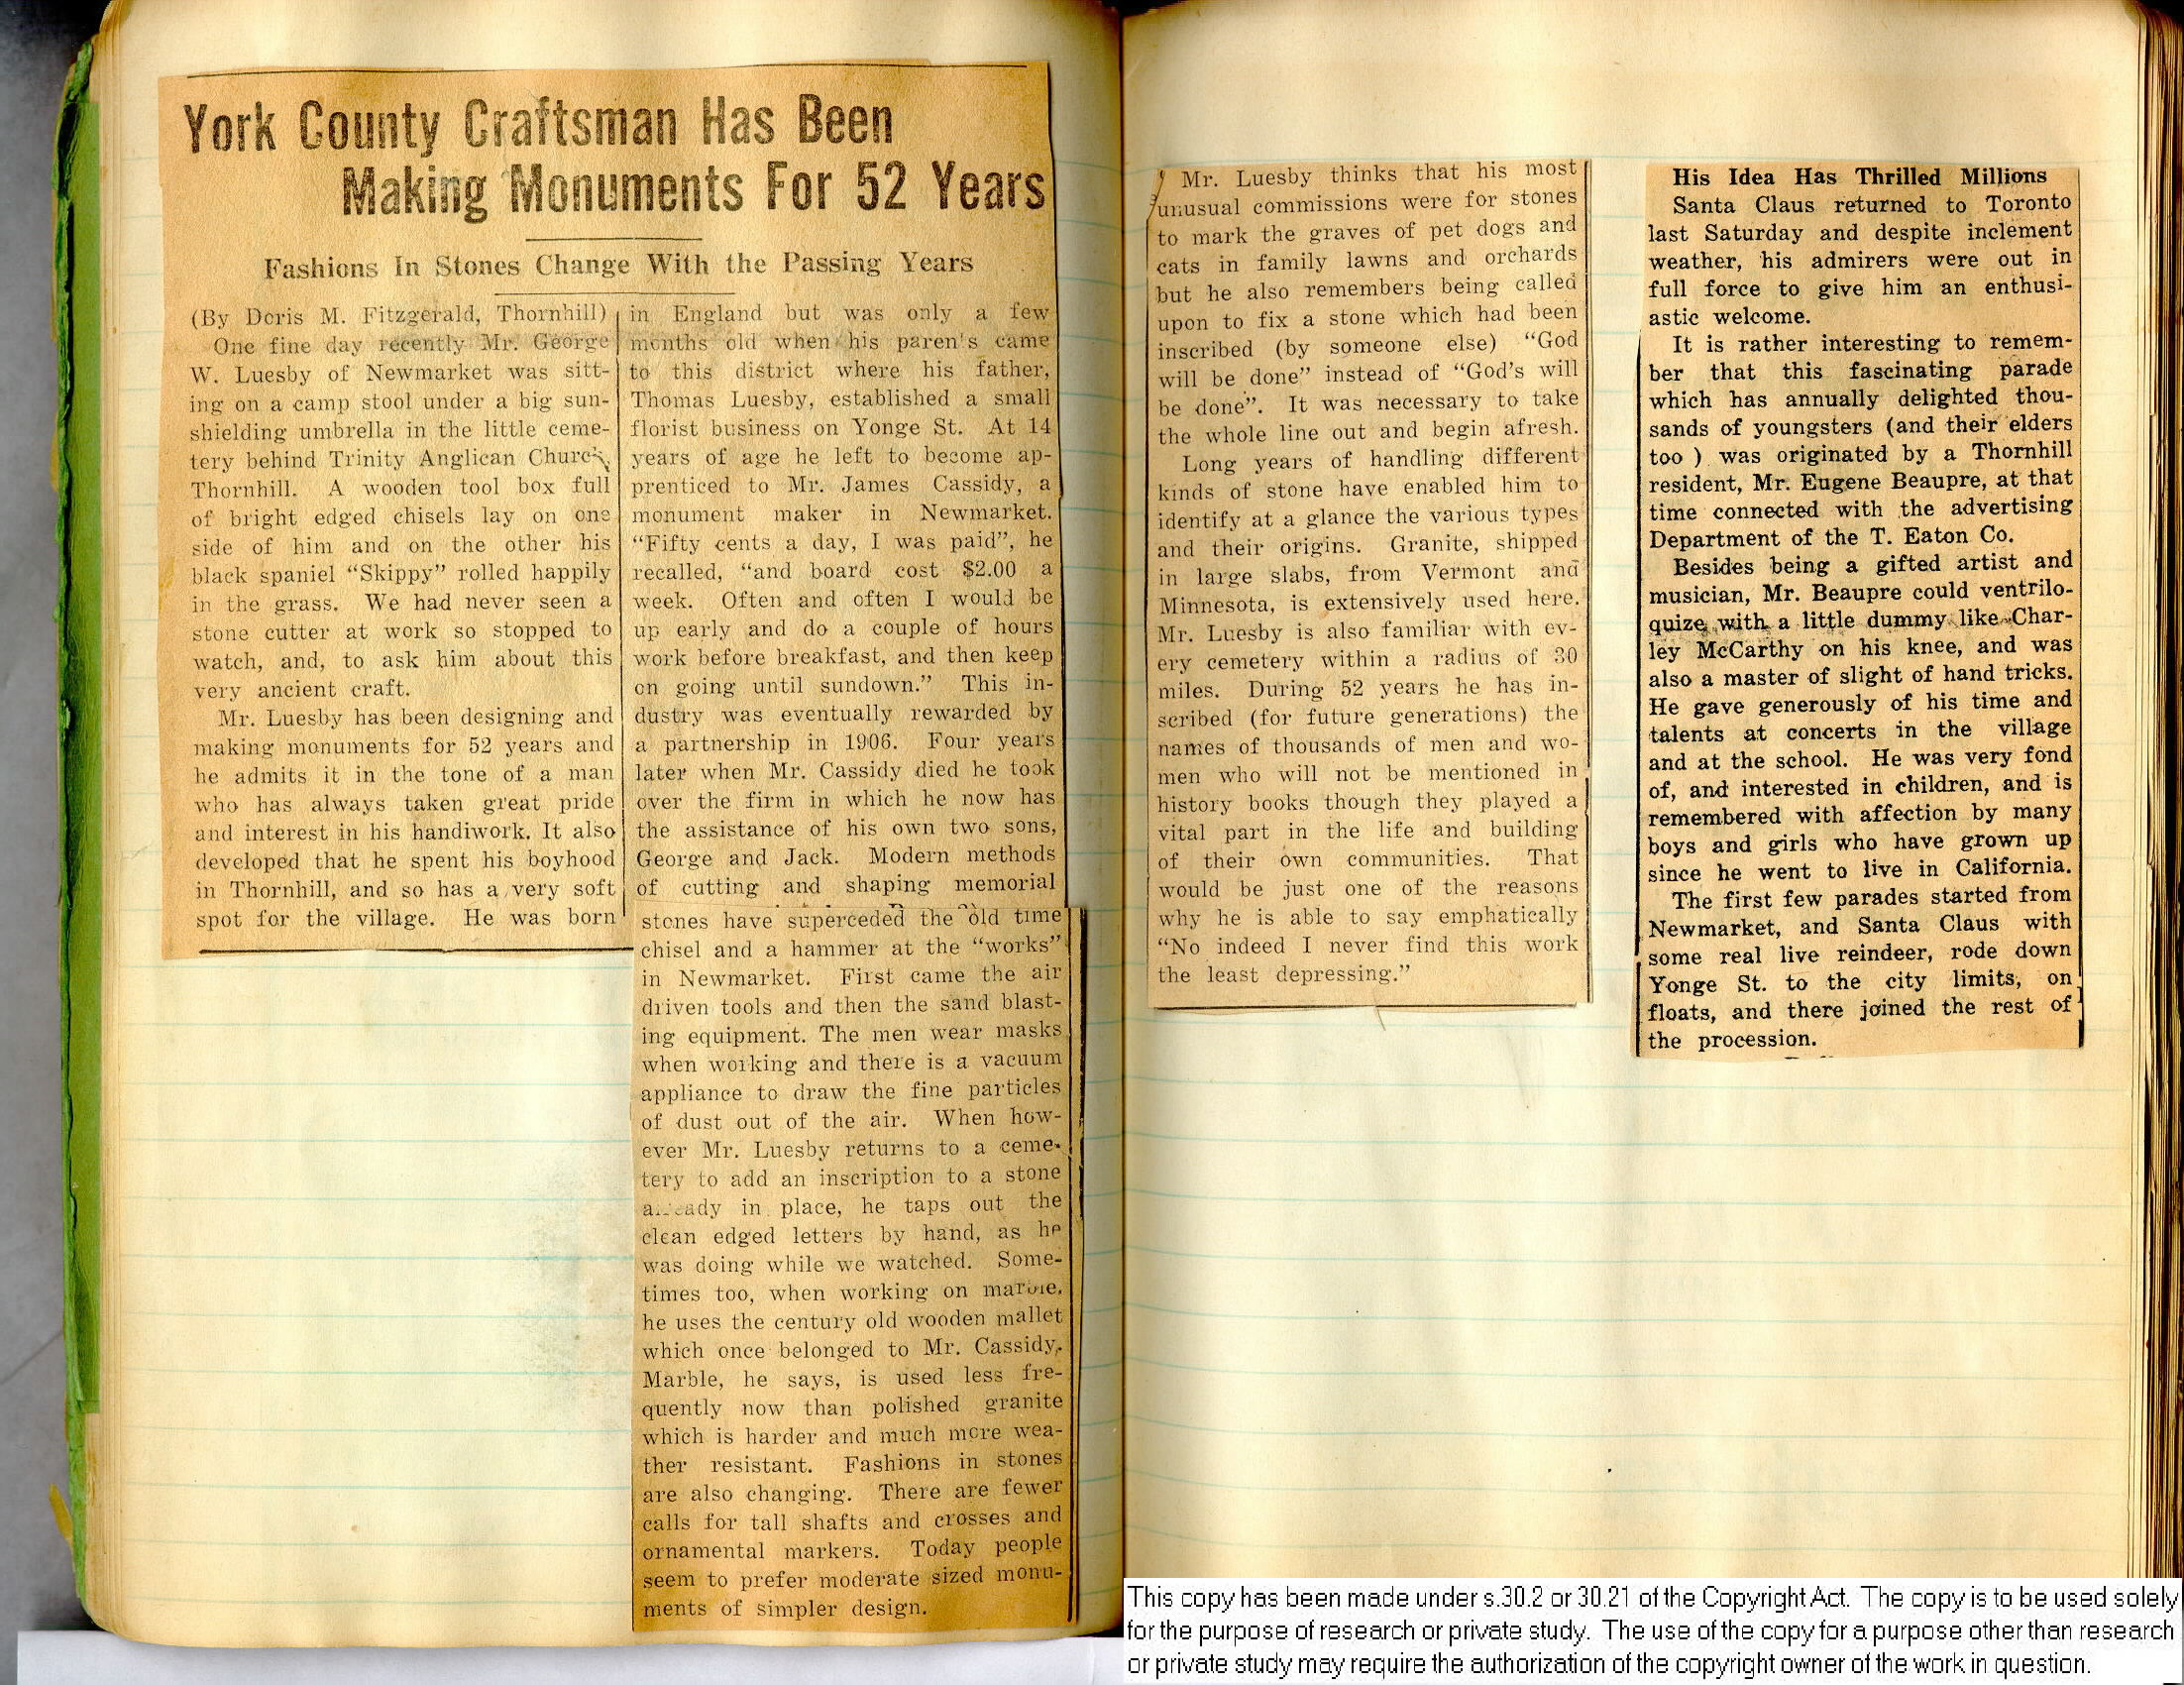 York County Craftsman Has Been
Making Monuments For 52 Years
Fashions In Stones Change With the Passing Years
(By Doris M. Fitzgerald, Thornhill)
One fine day recently Mr. George
W. Luesby of Newmarket was sitt-
ing on a camp stool under a big sun-
shielding umbrella in the little ceme-
tery behind Trinity Anglican Church,
Thornhill. A wooden tool box full
of bright edged chisels lay on one
side of him and on the other his
black spaniel "Skippy" rolled happily
in the grass. We had never seen a
stone cutter at work so stopped to
watch, and, to ask him about this
very ancient craft.
Mr. Luesby has been designing and
making monuments for 52 years and
he admits it in the tone of a man
who has always taken great pride
and interest in his handiwork. It also
developed that he spent his boyhood
in Thornhill, and so has a very soft
spot for the village. He was born
in England but was only a few
months old when his paren's came
to this district where his father,
Thomas Luesby, established a small
florist business on Yonge St. At 14
years of age he left to become ap-
prenticed to Mr. James Cassidy, a
monument maker in Newmarket.
"Fifty cents a day, I was paid", he
recalled, "and board cost $2.00 a
week. Often and often I would be
up early and do a couple of hours
work before breakfast, and then keep
on going until sundown." This in-
dustry was eventually rewarded by
a partnership in 1906. Four years
later when Mr. Cassidy died he took
over the firm in which he now has
the assistance of his own two sons,
George and Jack. Modern methods
of cutting and shaping memorial
stones have superceded the old time
chisel and a hammer at the "works"
in Newmarket. First came the air
driven tools and then the sand blast-
ing equipment. The men wear masks
when working and there is a vacuum
appliance to draw the fine particles
of dust out of the air. When how-
ever Mr. Luesby returns to a ceme-
tery to add an inscription to a stone
already in place, he taps out the
clean edged letters by hand, as he
was doing while we watched. Some-
times too, when working on marble,
he uses the century old wooden mallet
which once belonged to Mr. Cassidy.
Marble, he says, is used less fre-
quently now than polished granite
which is harder and much more wea-
ther resistant. Fashions in stones
are also changing. There are fewer
calls for tall shafts and crosses and
ornamental markers. Today people
seem to prefer moderate sized monu-
ments of simpler design.
Mr. Luesby thinks that his most
unusual commissions were for stones
to mark the graves of pet dogs and
cats in family lawns and orchards
but he also remembers being called
upon to fix a stone which had been
inscribed (by someone else) "God
will be done" instead of "God's will
be done". It was necessary to take
the whole line out and begin afresh.
Long years of handling different
kinds of stone have enabled him to
identify at a glance the various types
and their origins. Granite, shipped
in large slabs, from Vermont and
Minnesota, is extensively used here.
Mr. Luesby is also familiar with ev-
ery cemetery within a radius of 30
miles. During 52 years he has in-
scribed (for future generations) the
names of thousands of men and wo-
men who will not be mentioned in
history books though they played a
vital part in the life and building
of their own communities. That
would be just one of the reasons
why he is able to say emphatically
"No indeed I never find this work
the least depressing."
His Idea Has Thrilled Millions
Santa Claus returned to Toronto
last Saturday and despite inclement
weather, his admirers were out in
full force to give him an enthusi-
astic welcome.
It is rather interesting to remem-
ber that this fascinating parade
which has annually delighted thou-
sands of youngsters (and their elders
too ) was originated by a Thornhill
resident, Mr. Eugene Beaupre, at that
time connected with the advertising
Department of the T. Eaton Co.
Besides being a gifted artist and
musician, Mr. Beaupre could ventrilo-
quize with a little dummy like Char-
ley McCarthy on his knee, and was
also a master of slight of hand tricks.
He gave generously of his time and
talents at concerts in the village
and at the school. He was very fond
of, and interested in children, and is
remembered with affection by many
boys and girls who have grown up
since he went to live in California.
The first few parades started from
Newmarket, and Santa Claus with
some real live reindeer, rode down
Yonge St. to the city limits, on
floats, and there joined the rest of
the procession.
This copy has been made under s.30.2 or 30.21 of the Copyright Act. The copy is to be used solely
for the purpose of research or private study. The use of the copy for a purpose other than research
or private study may require the authorization of the copyright owner of the work in question.